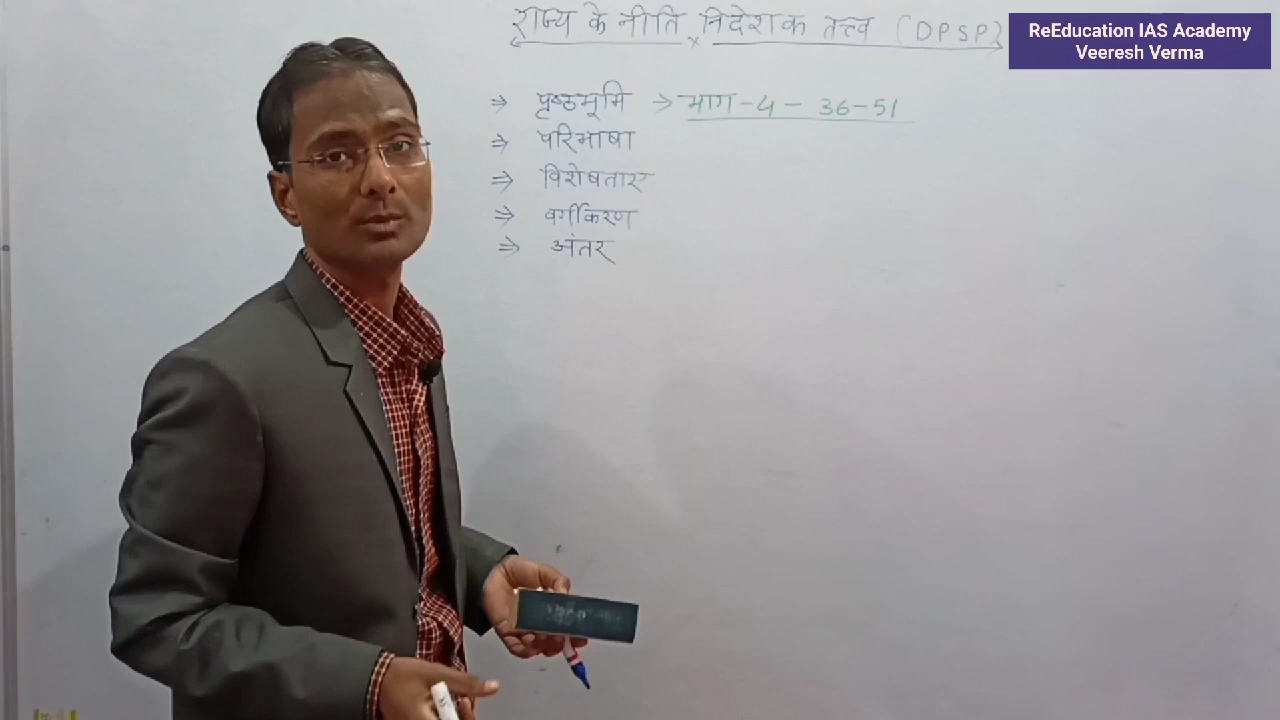 राज्य के नीति निदेशक तत्त्व (DPSP)
ReEducation IAS Academy
Veeresh Verma
⇒ पृष्ठभूमि → भाग-4 - 36-51
⇒ परिभाषा
⇒ विशेषताए
⇒ वर्गीकरण
⇒ अंतर